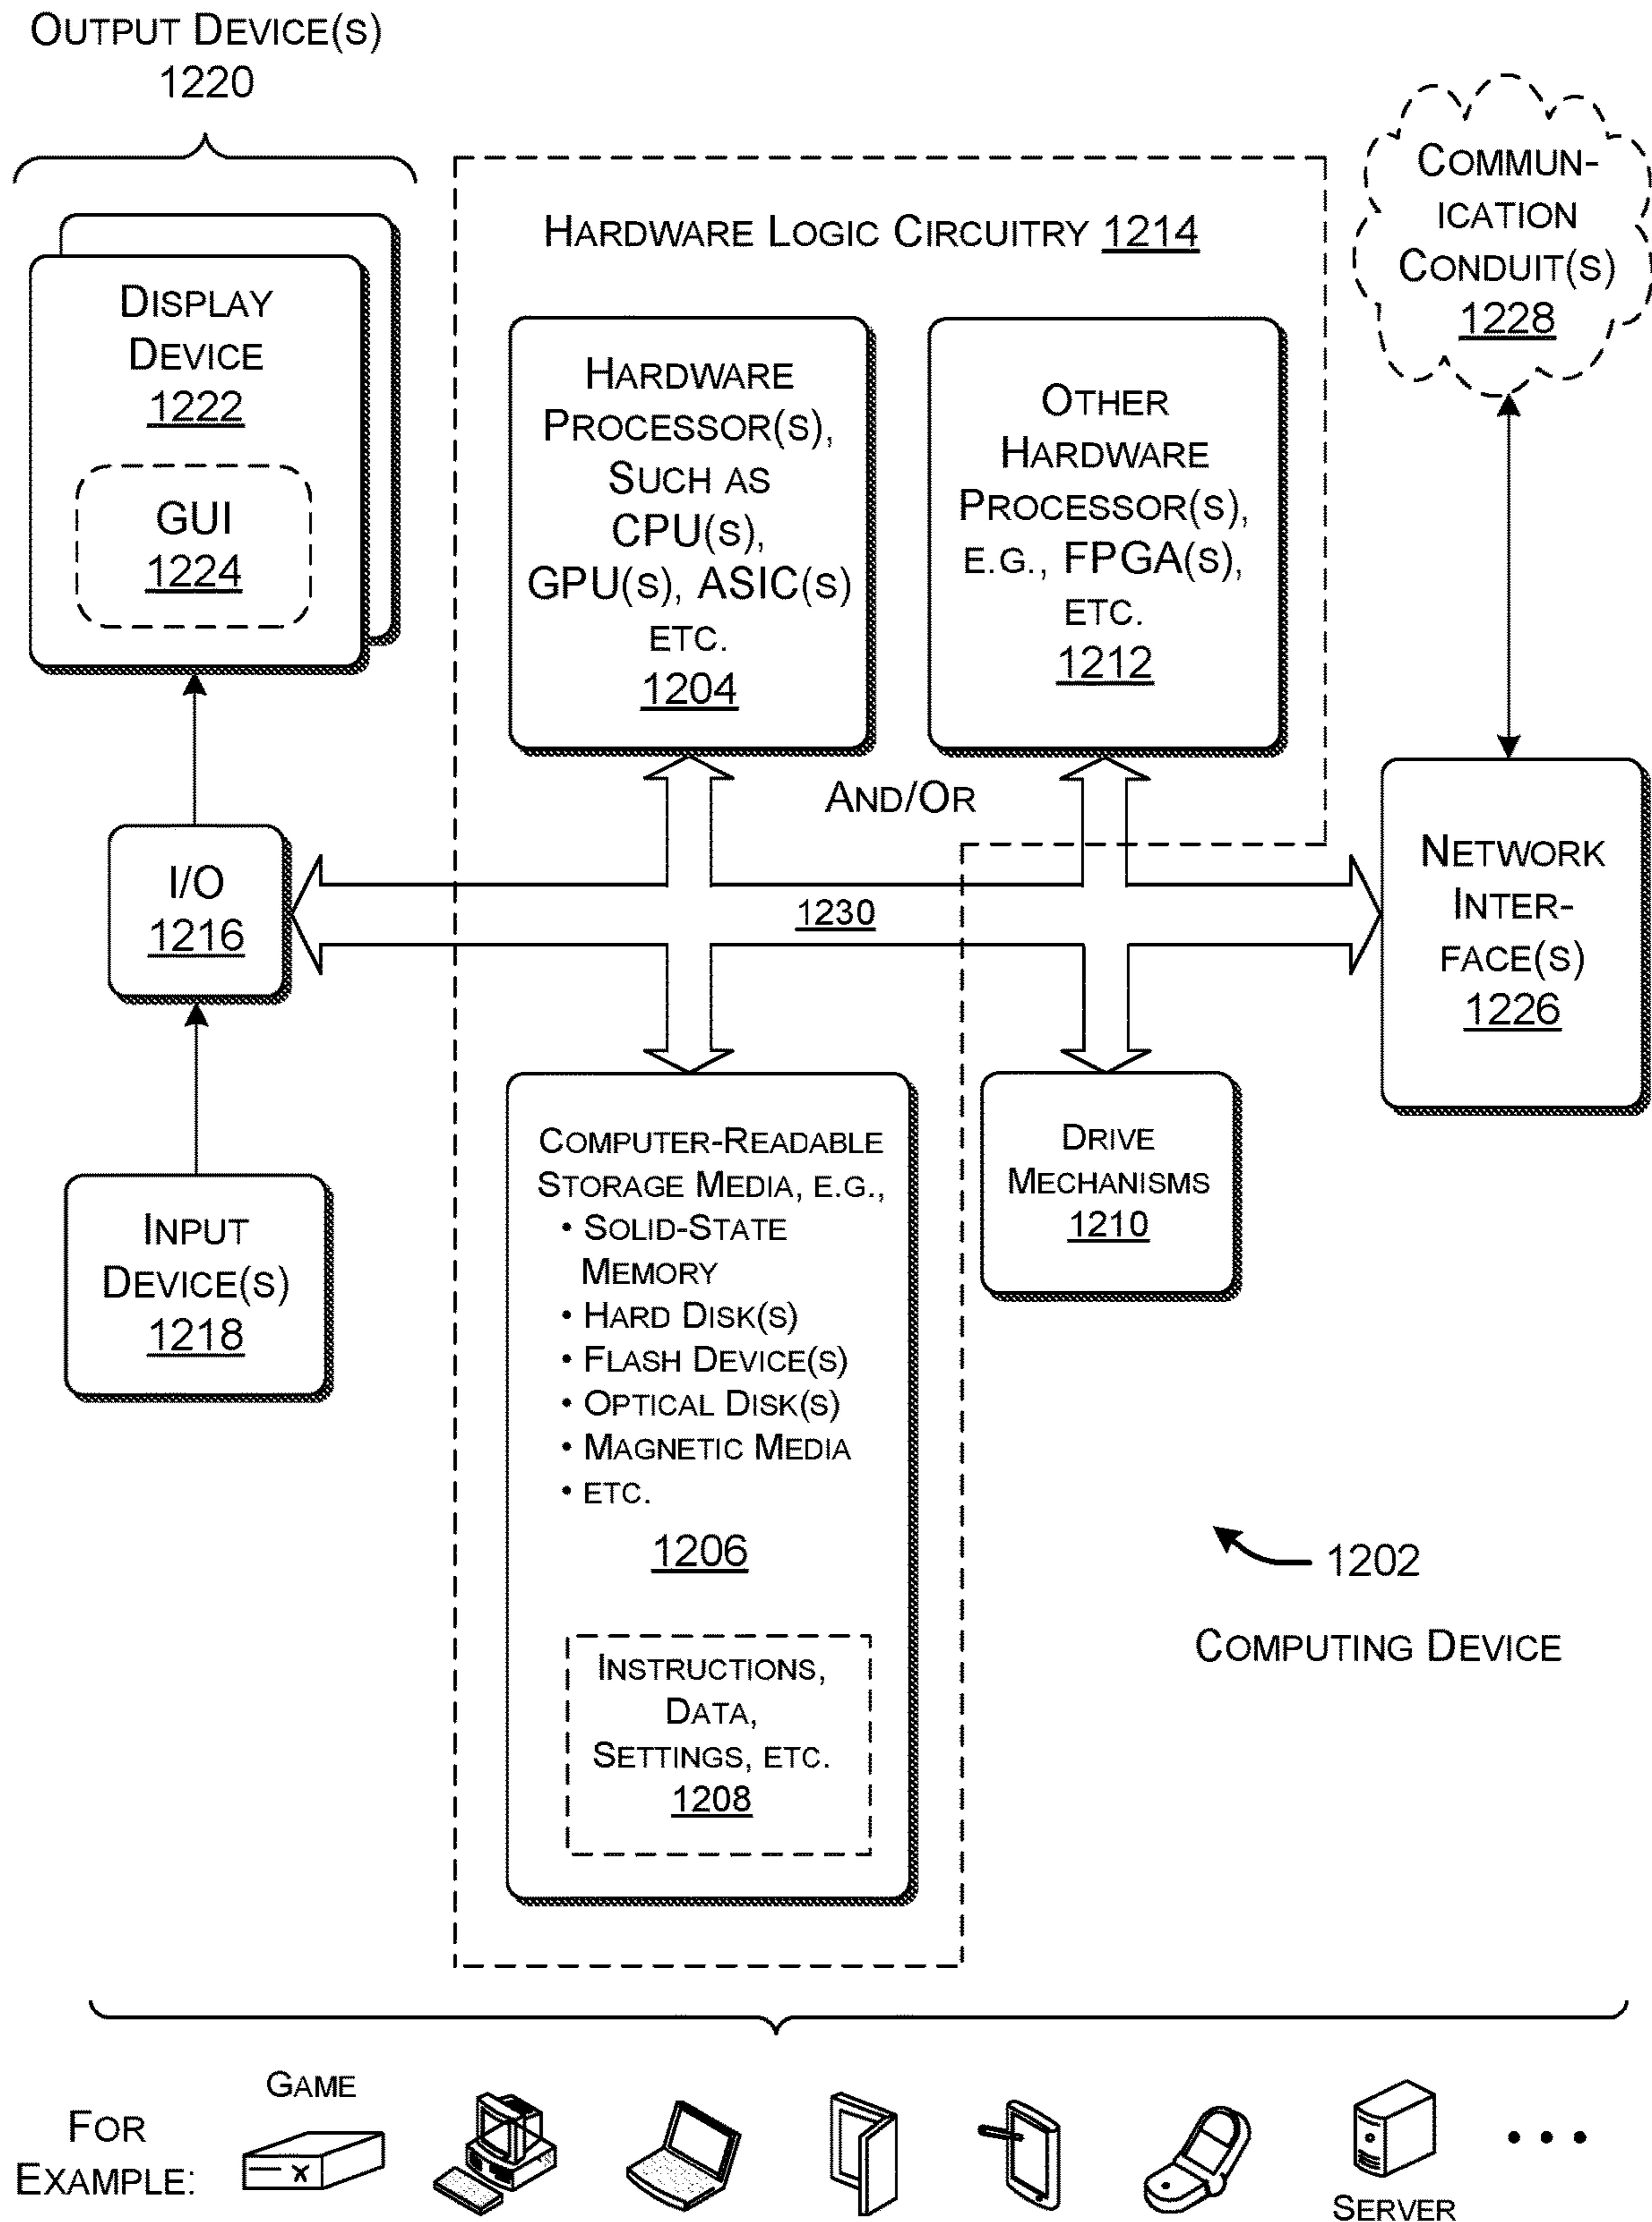 OUTPUT DEVICE(S)
1220
DISPLAY
DEVICE
1222
GUI
1224
I/O
1216
INPUT
DEVICE(S)
1218
HARDWARE LOGIC CIRCUITRY 1214
HARDWARE
PROCESSOR(S),
SUCH AS
CPU(S),
GPU(S), ASIC(S)
ETC.
1204
OTHER
HARDWARE
PROCESSOR(S),
E.G., FPGA(S),
ETC.
1212
AND/OR
1230
COMPUTER-READABLE
STORAGE MEDIA, E.G.,
• SOLID-STATE
MEMORY
• HARD DISK(S)
• FLASH DEVICE(S)
• OPTICAL DISK(S)
• MAGNETIC MEDIA
• ETC.
1206
INSTRUCTIONS,
DATA,
SETTINGS, ETC.
1208
DRIVE
MECHANISMS
1210
COMMUN-
ICATION
CONDUIT(S)
1228
NETWORK
INTER-
FACE(S)
1226
1202
COMPUTING DEVICE
FOR
EXAMPLE:
GAME
SERVER
• • •